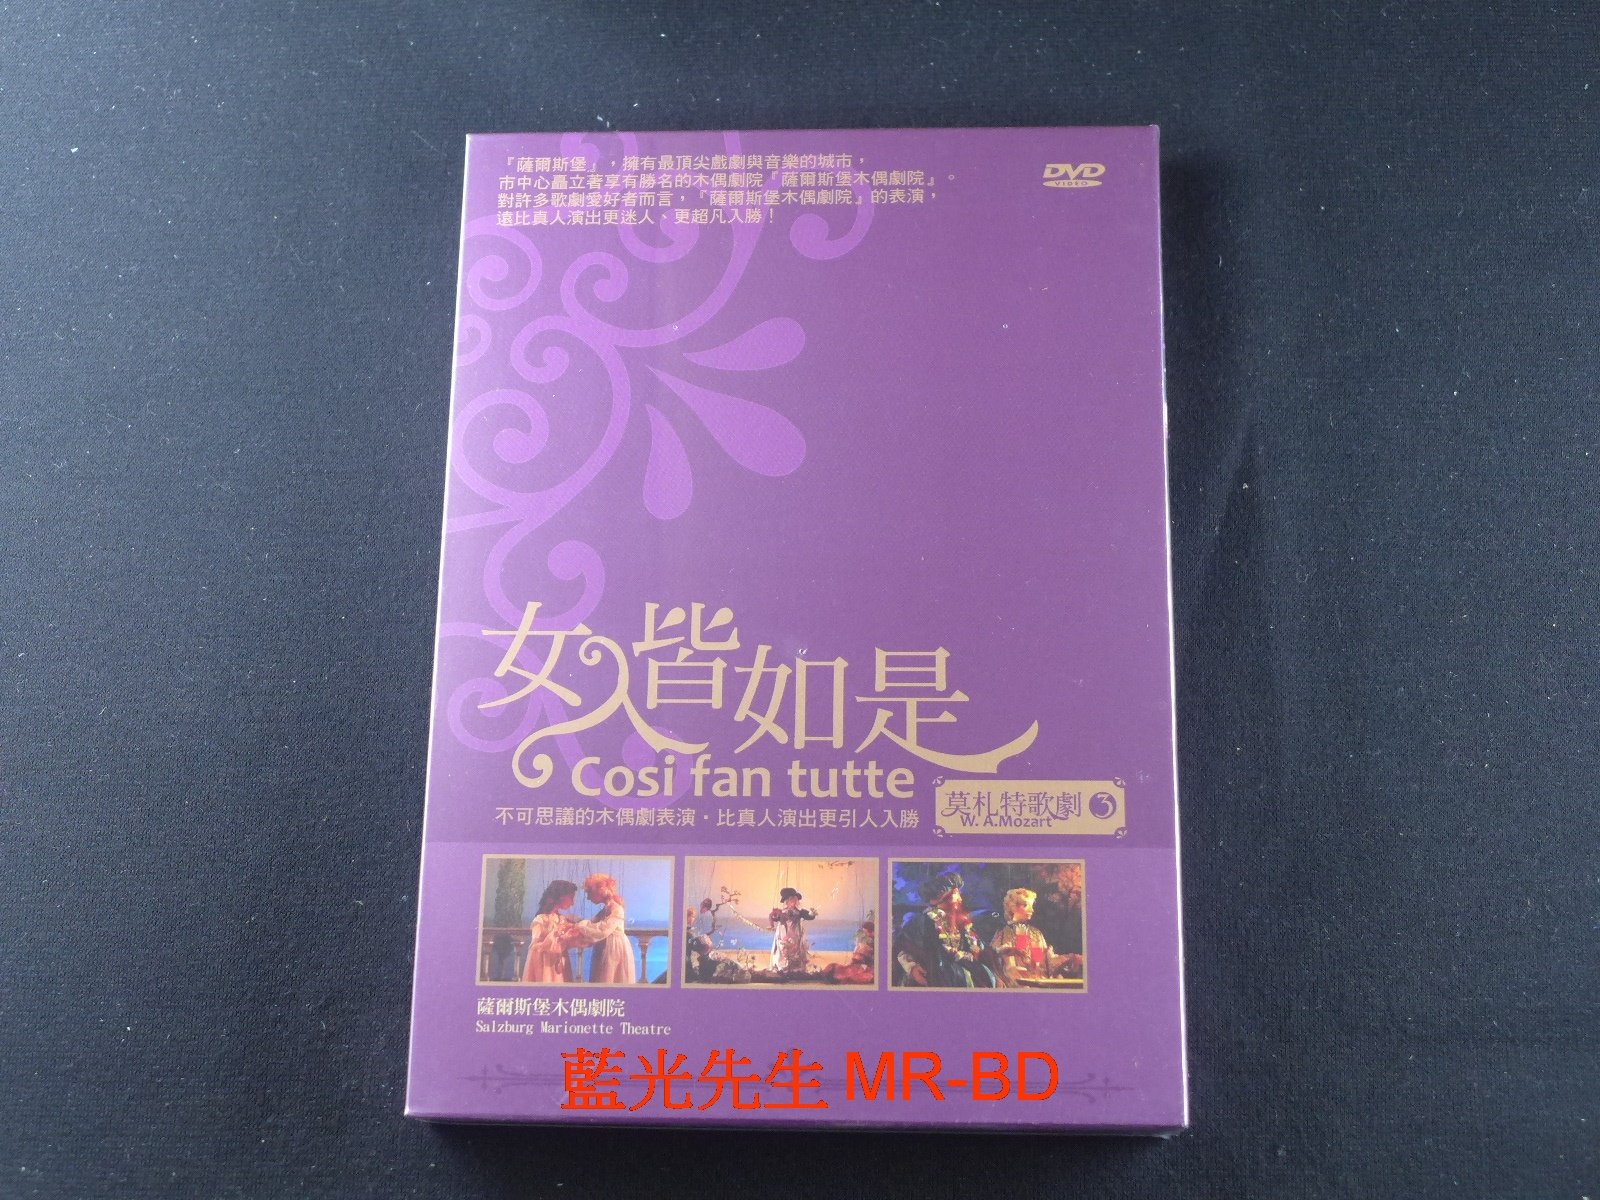 『薩爾斯堡』，擁有最頂尖戲劇與音樂的城市，
市中心矗立著享有勝名的木偶劇院『薩爾斯堡木偶劇院』。
對許多歌劇愛好者而言，『薩爾斯堡木偶劇院』的表演，
遠比真人演出更迷人、更超凡入勝！
DVD
VIDEO
女人皆如是
Cosi fan tutte
不可思議的木偶劇表演・比真人演出更引人入勝
莫札特歌劇 3
W. A.Mozart
薩爾斯堡木偶劇院
Salzburg Marionette Theatre
藍光先生 MR-BD